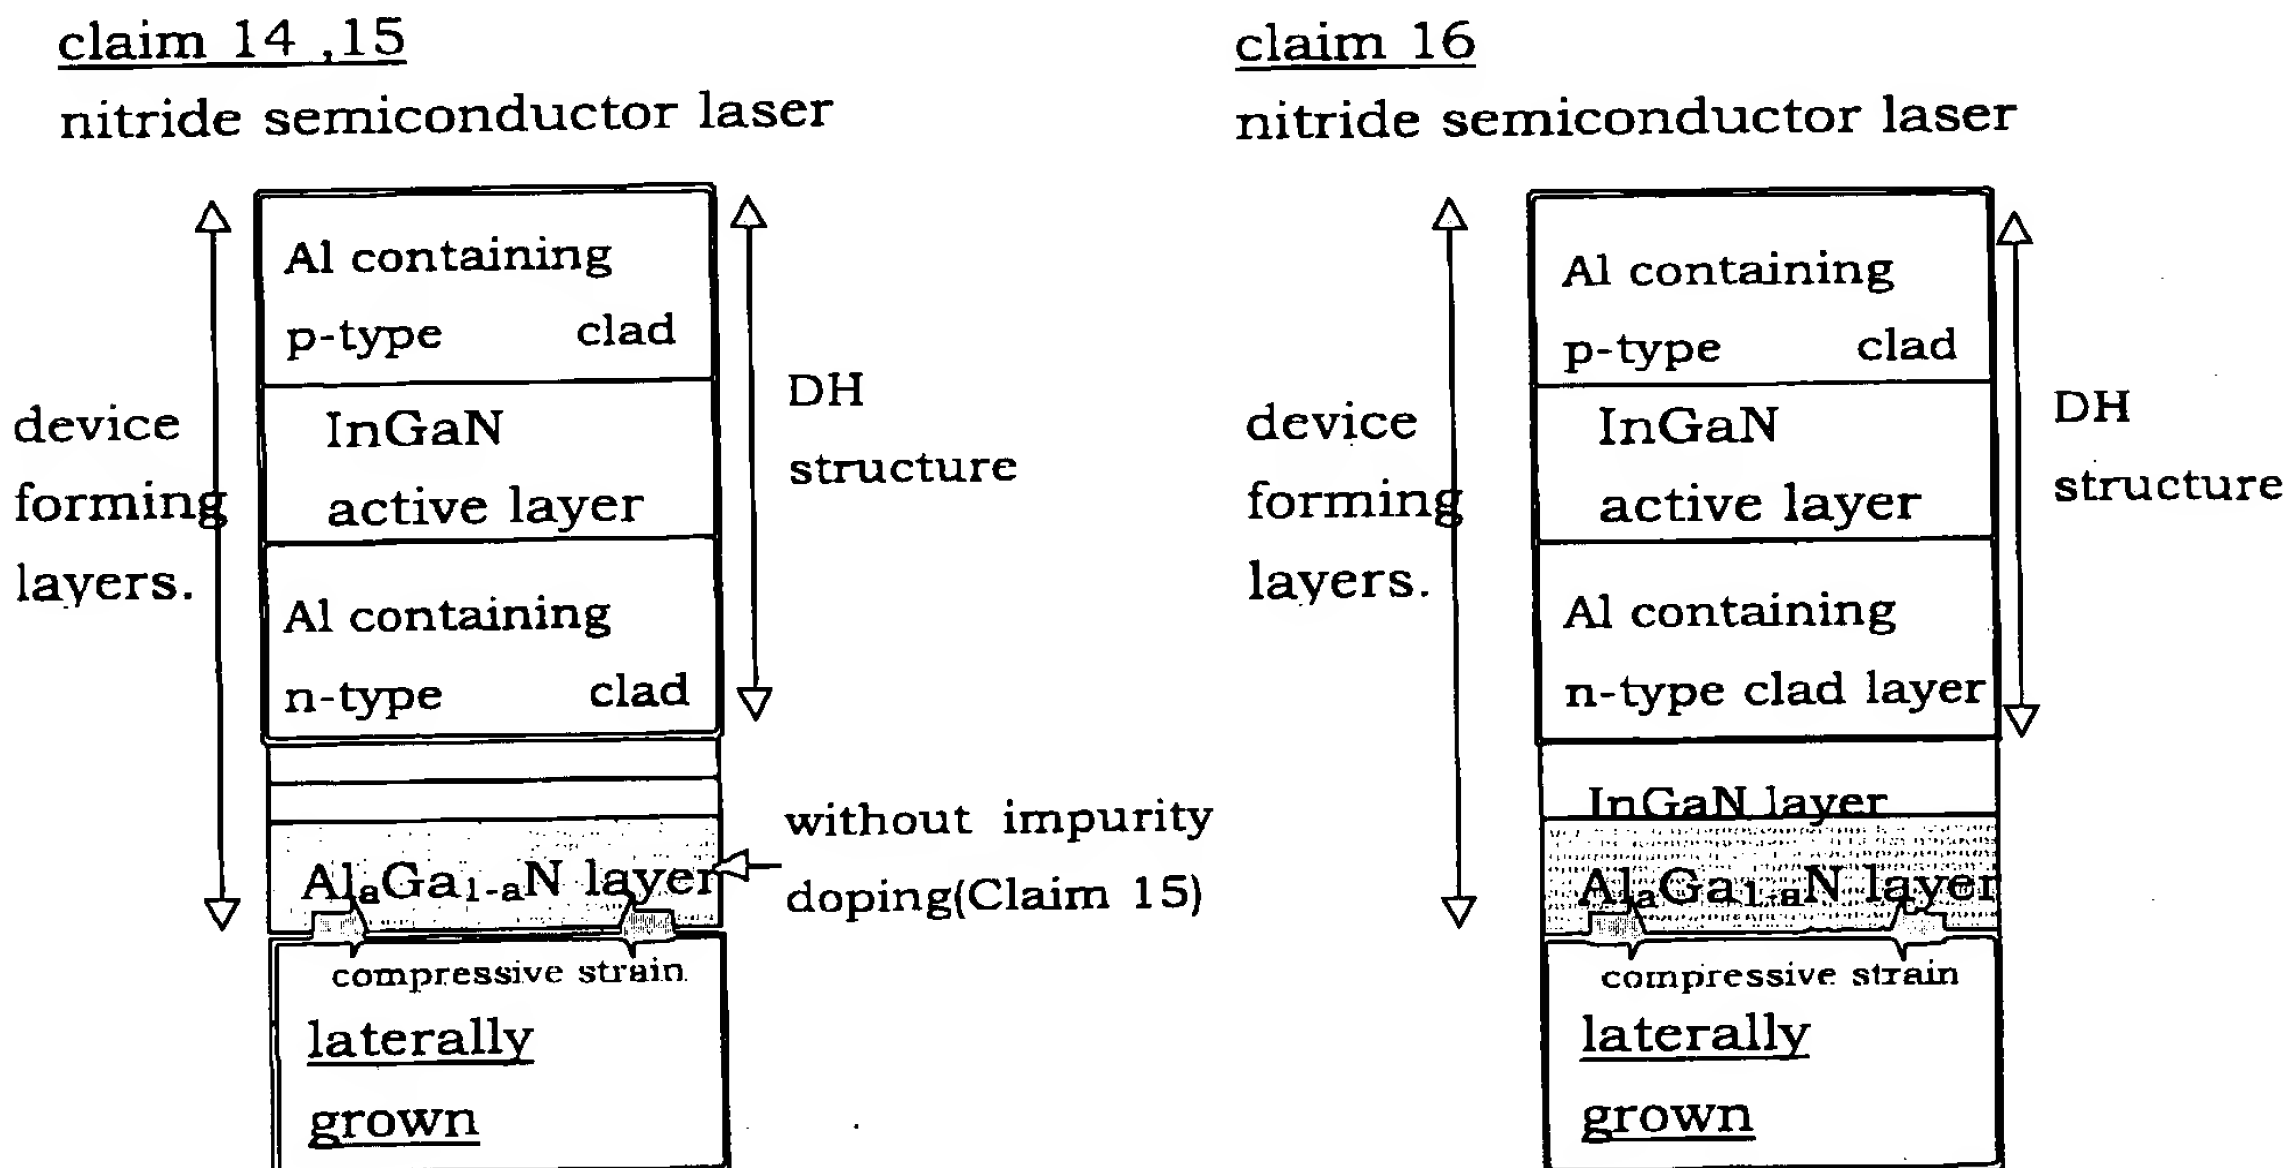 claim 14 ,15
nitride semiconductor laser
Al containing
p-type clad
InGaN
active layer
Al containing
n-type clad
device
forming
layers.
DH
structure
AlₐGa₁₋ₐN layer
without impurity
doping(Claim 15)
compressive strain
laterally
grown
claim 16
nitride semiconductor laser
Al containing
p-type clad
InGaN
active layer
Al containing
n-type clad layer
device
forming
layers.
DH
structure
InGaN layer
AlₐGa₁₋ₐN layer
compressive strain
laterally
grown